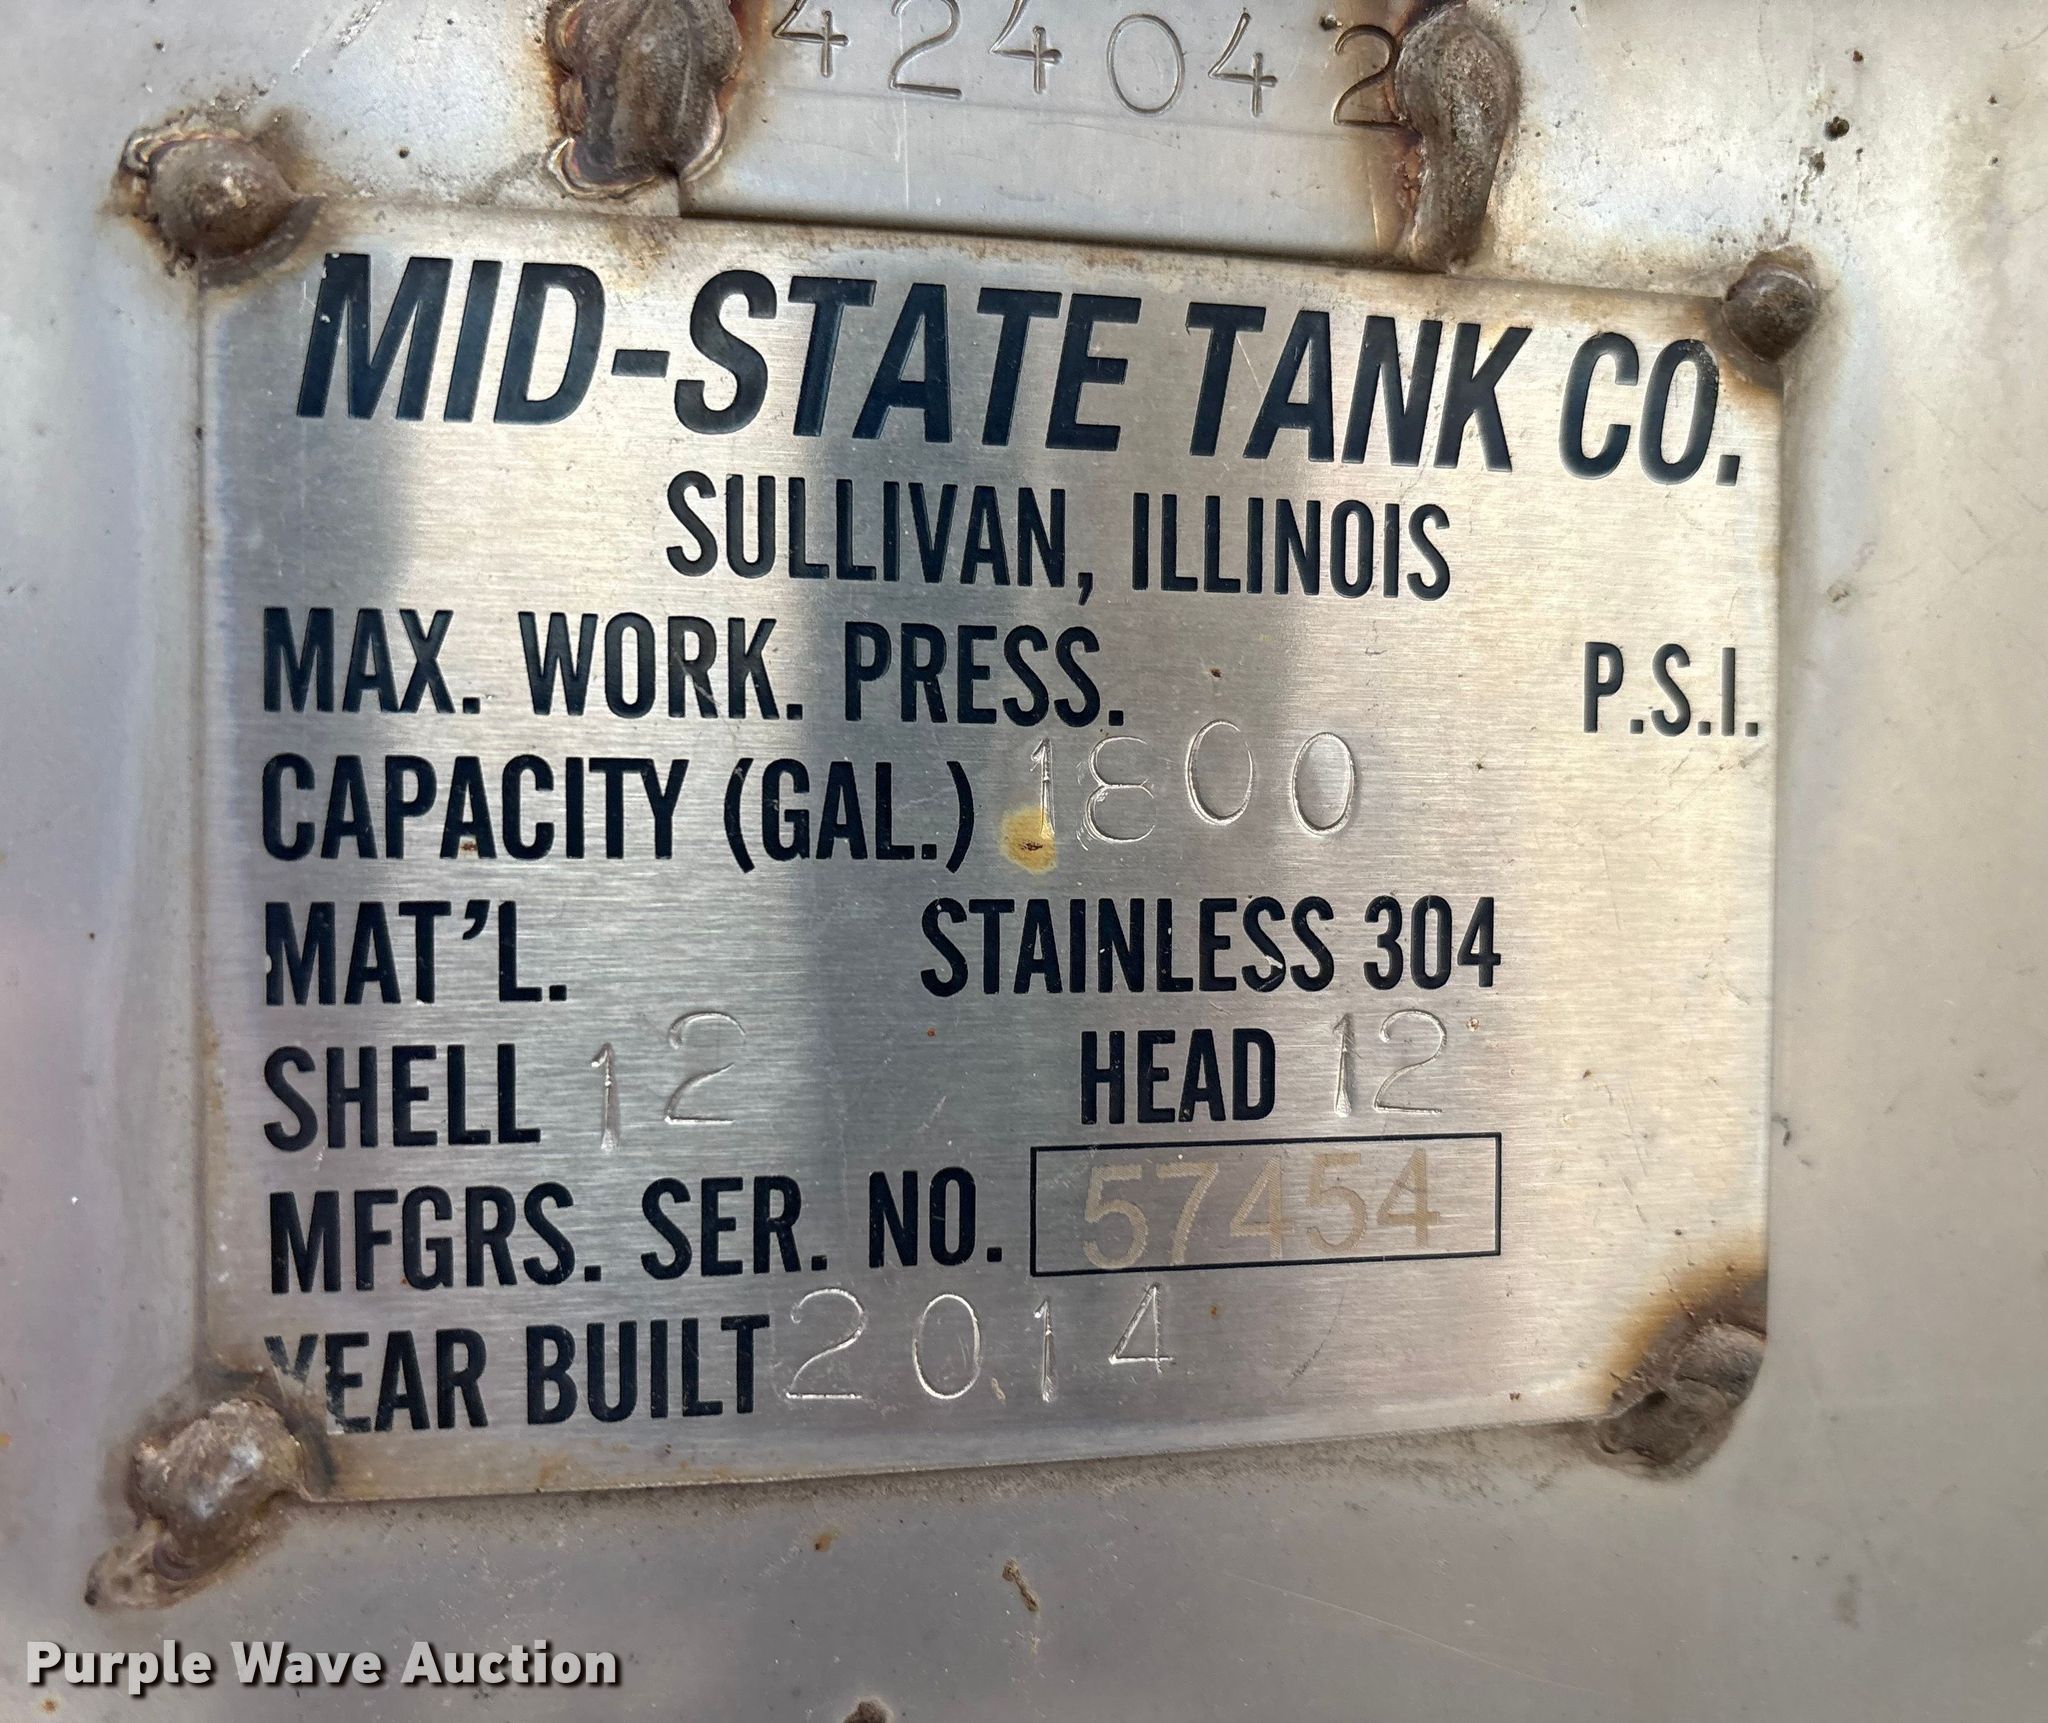 424042
MID-STATE TANK CO.
SULLIVAN, ILLINOIS
MAX. WORK. PRESS. P.S.I.
CAPACITY (GAL.) 1800
MAT'L. STAINLESS 304
SHELL 12 HEAD 12
MFGRS. SER. NO. 57454
YEAR BUILT 2014
Purple Wave Auction